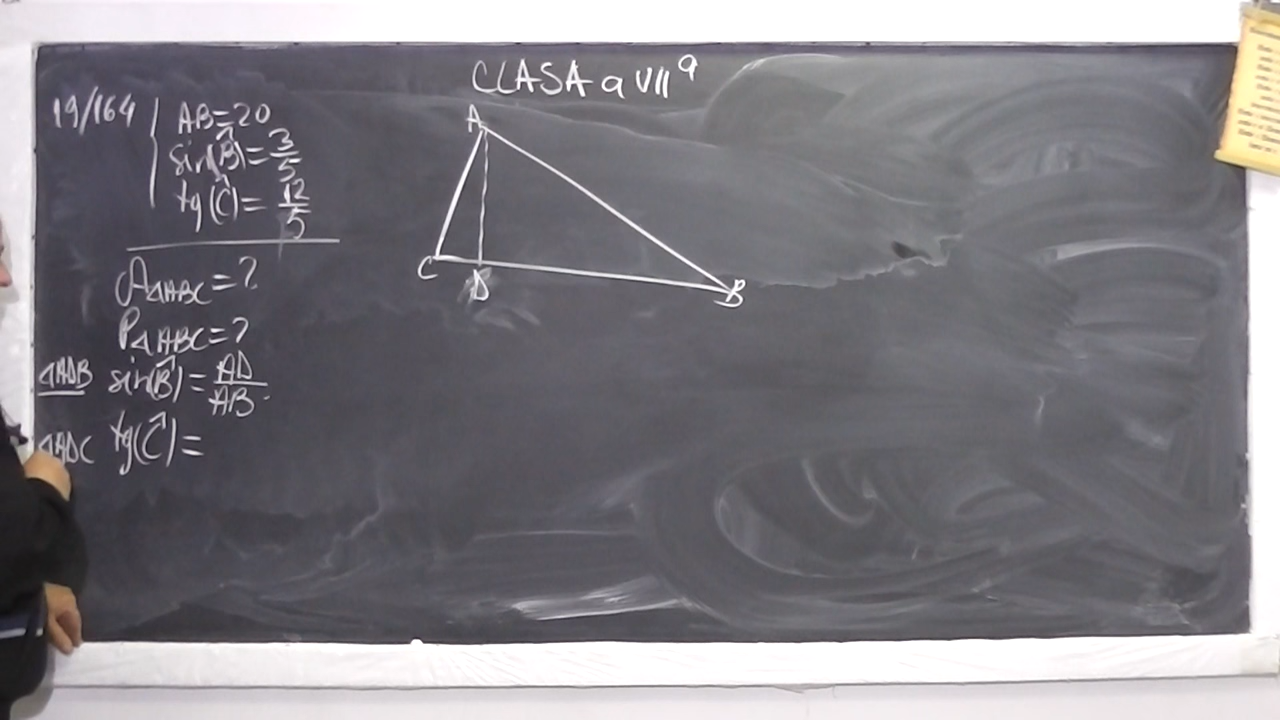 CLASA a VII a
19/164
AB=20
sin(B̂)=3/5
tg(Ĉ)=12/5
A◁ABC=?
P◁ABC=?
◁ADB sin(B̂)=AD/AB
◁ADC tg(Ĉ)=
A
C
D
B